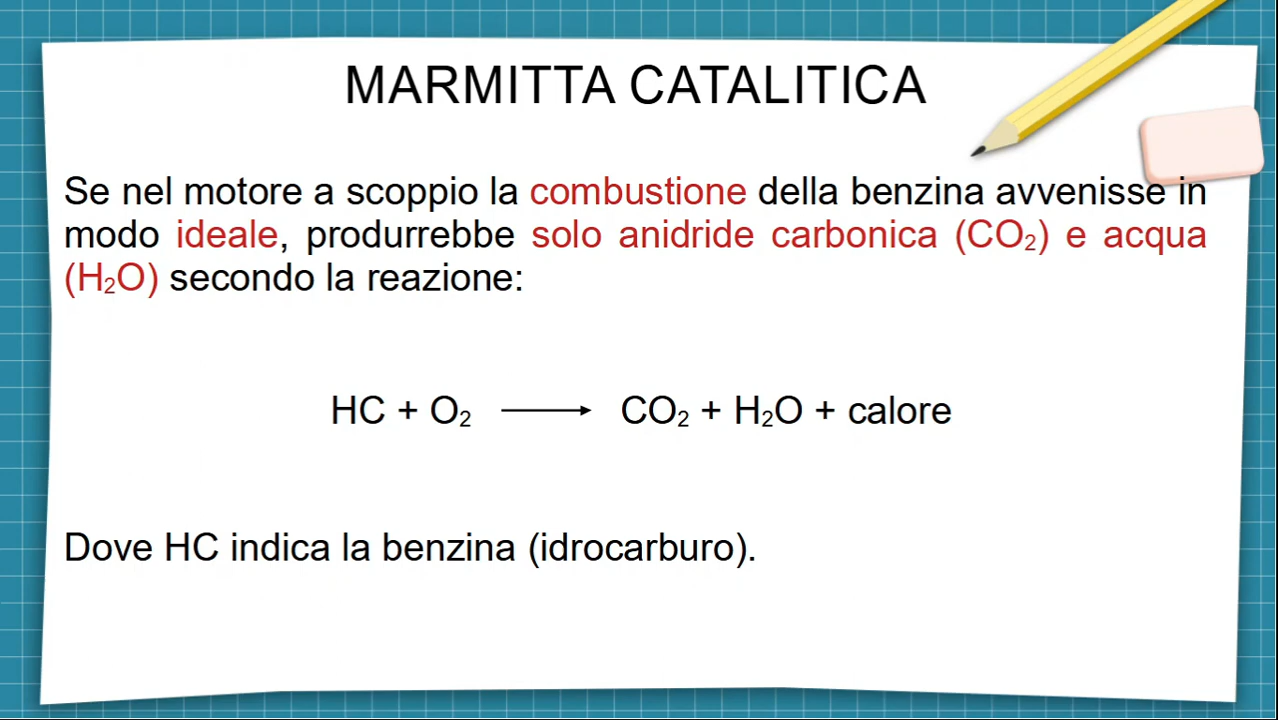 MARMITTA CATALITICA
Se nel motore a scoppio la combustione della benzina avvenisse in
modo ideale, produrrebbe solo anidride carbonica (CO₂) e acqua
(H₂O) secondo la reazione:
HC + O₂ ⟶ CO₂ + H₂O + calore
Dove HC indica la benzina (idrocarburo).